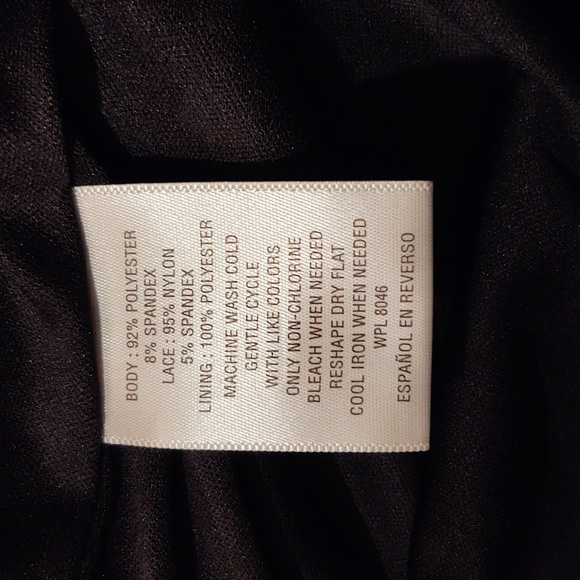 BODY : 92% POLYESTER
8% SPANDEX
LACE : 95% NYLON
5% SPANDEX
LINING : 100% POLYESTER
MACHINE WASH COLD
GENTLE CYCLE
WITH LIKE COLORS
ONLY NON-CHLORINE
BLEACH WHEN NEEDED
RESHAPE DRY FLAT
COOL IRON WHEN NEEDED
WPL 8046
ESPAÑOL EN REVERSO